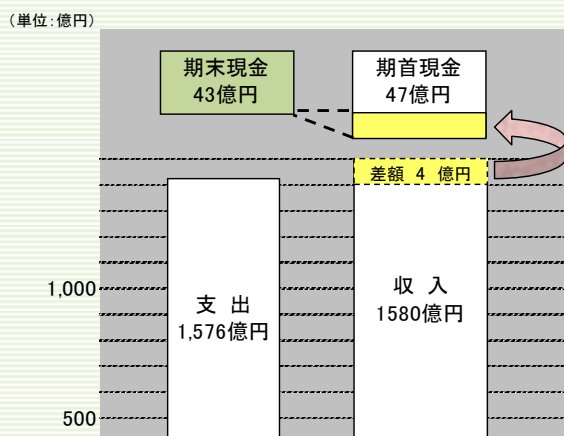 （単位：億円）
期末現金
43億円
期首現金
47億円
差額 4 億円
1,000
支 出
1,576億円
収 入
1580億円
500